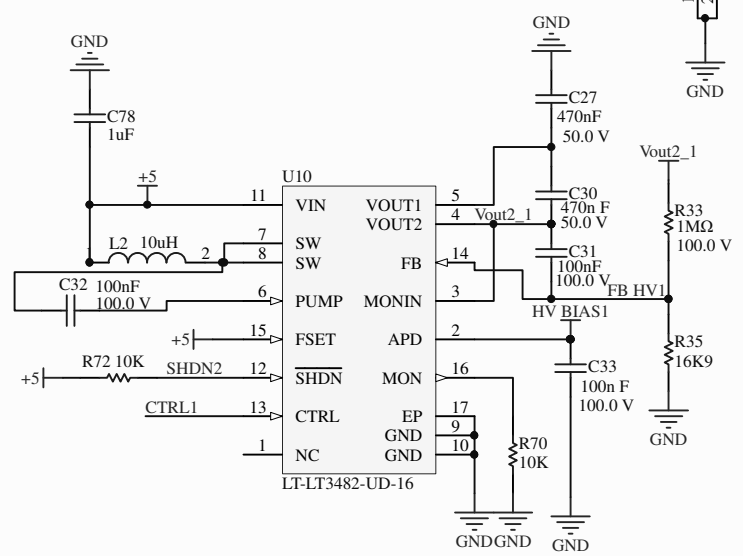 GND
C78
1uF
+5
L2 10uH
1
2
C32 100nF
100.0 V
+5
R72 10K
+5
SHDN2
CTRL1
U10
11 VIN
7 SW
8 SW
6 PUMP
15 FSET
12 SHDN
13 CTRL
1 NC
VOUT1 5
VOUT2 4
FB 14
MONIN 3
APD 2
MON 16
EP 17
GND 9
GND 10
LT-LT3482-UD-16
GND
C27
470nF
50.0 V
C30
470n F
50.0 V
Vout2_1
C31
100nF
100.0 V
FB HV1
HV BIAS1
C33
100n F
100.0 V
R70
10K
GND
GND
GND
1
2
GND
Vout2_1
R33
1MΩ
100.0 V
R35
16K9
GND